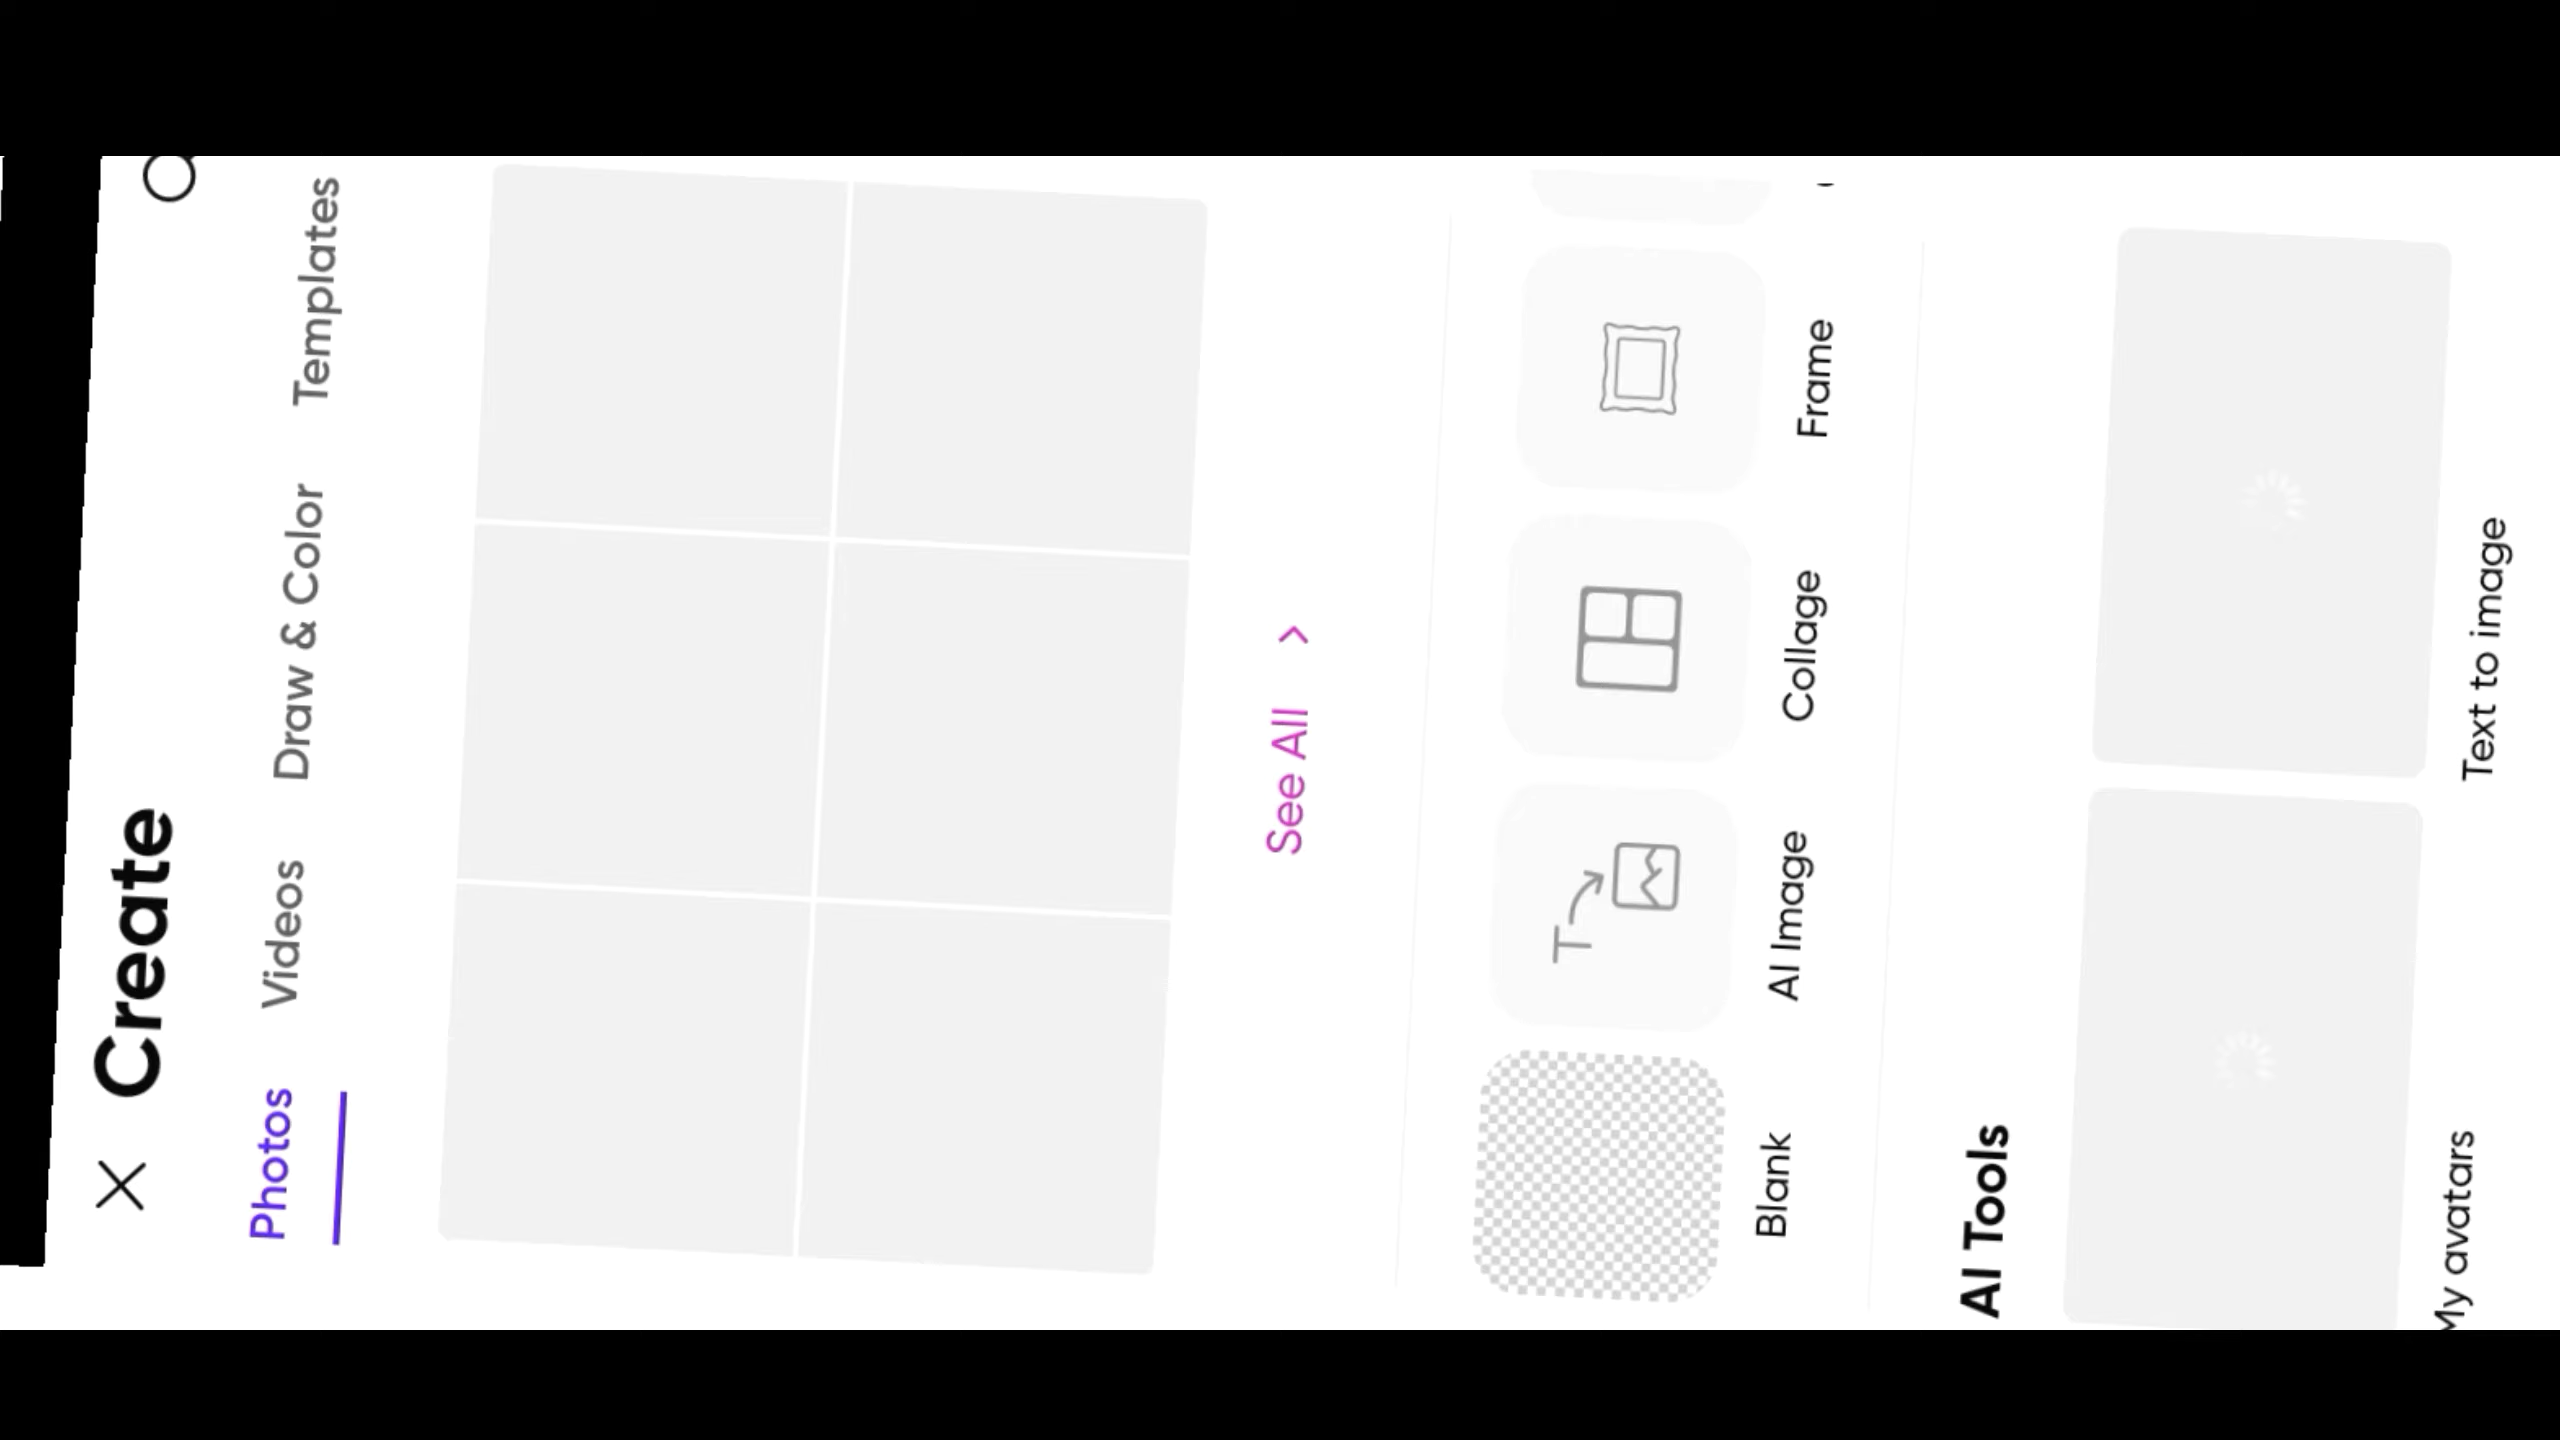 Create
Photos Videos Draw & Color Templates
See All
Blank AI Image Collage Frame
AI Tools
My avatars Text to image